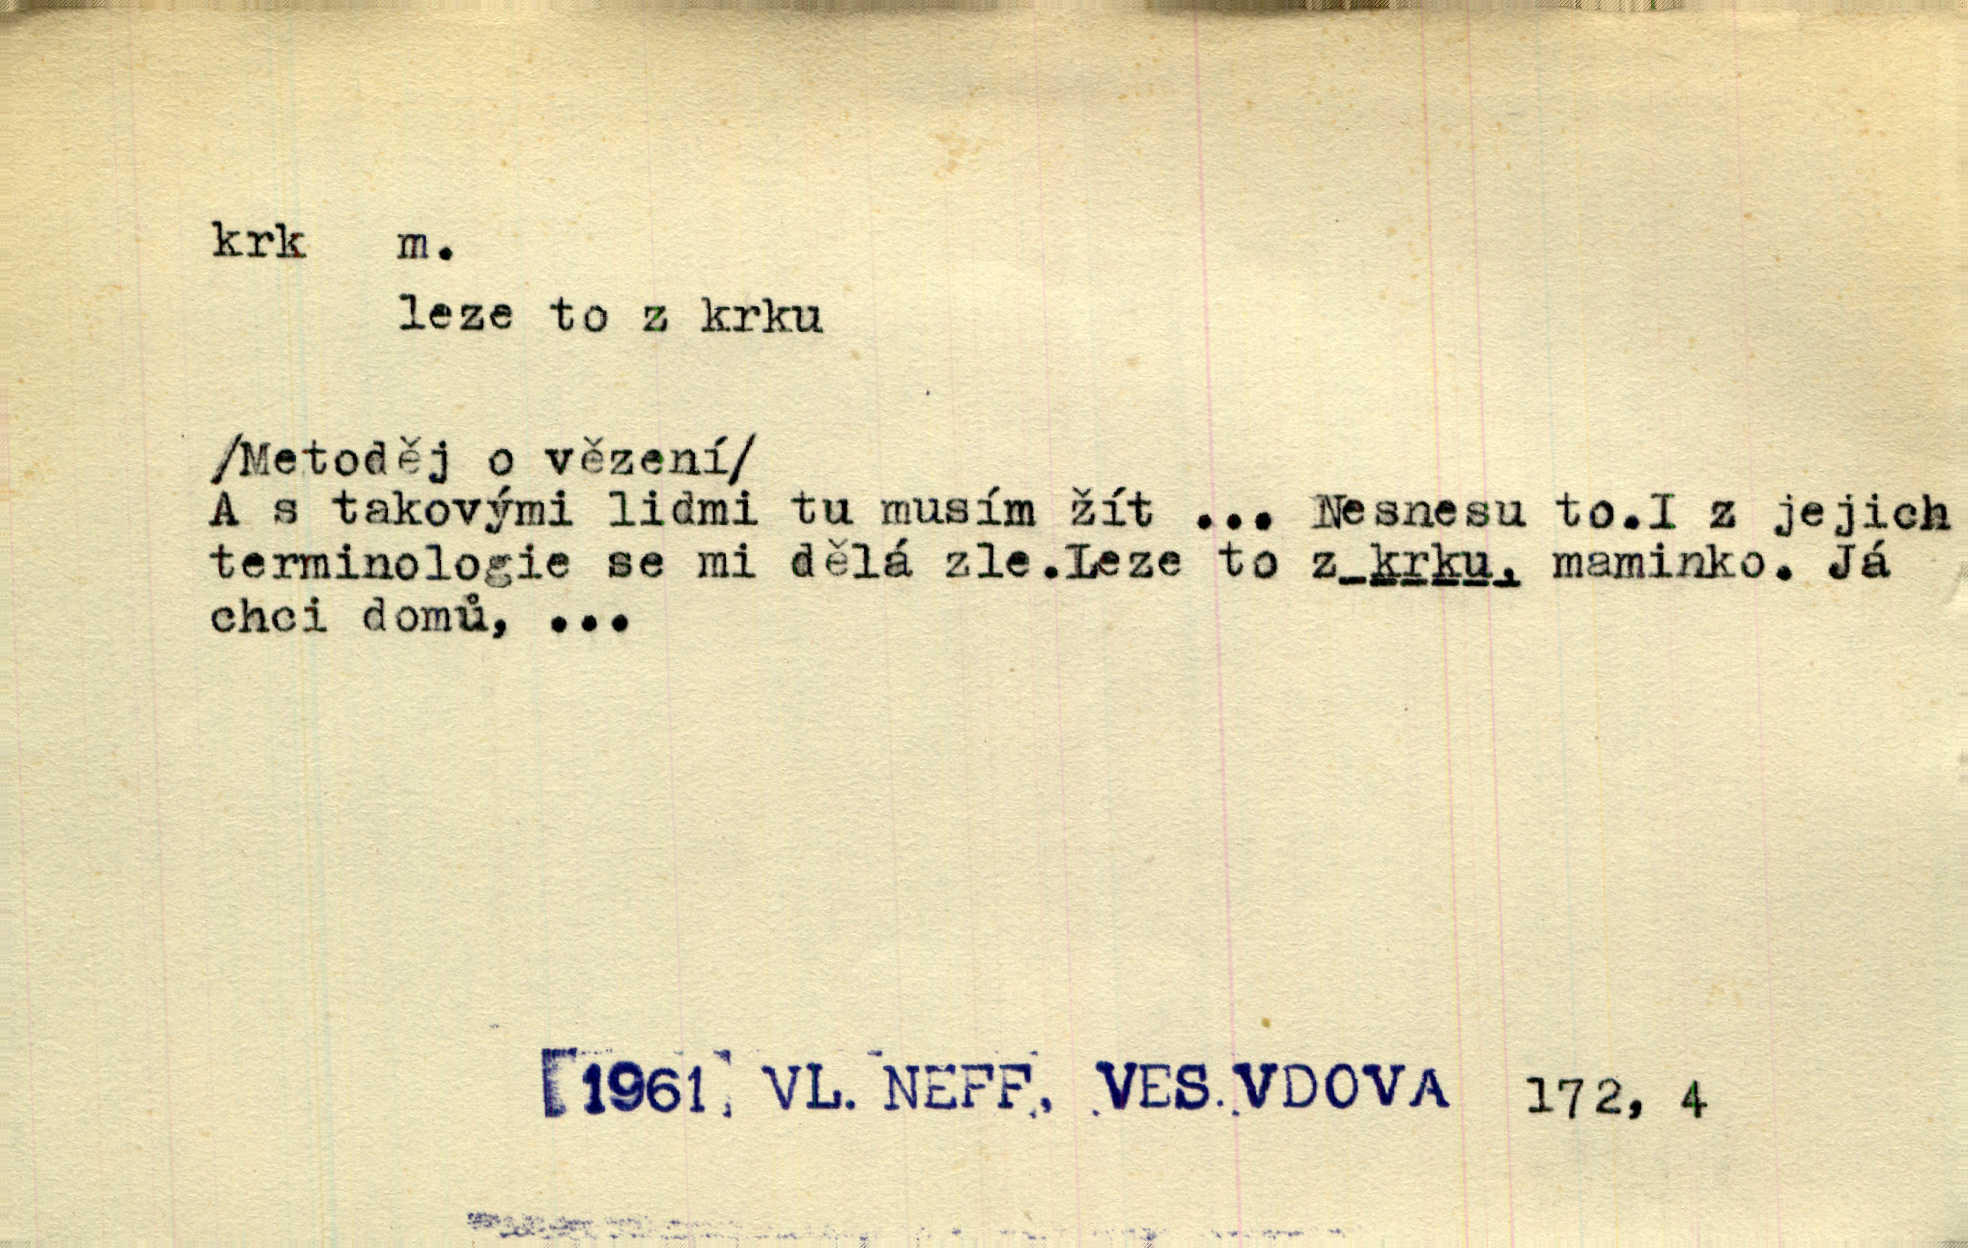 krk m.
leze to z krku
/Metoděj o vězení/
A s takovými lidmi tu musím žít ... Nesnesu to.I z jejich
terminologie se mi dělá zle.Leze to z krku, maminko. Já
chci domů, ...
[1961] VL. NEFF, VES. VDOVA 172, 4